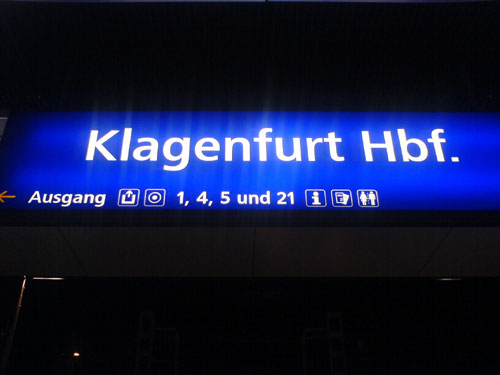 Klagenfurt Hbf.
Ausgang 1, 4, 5 und 21